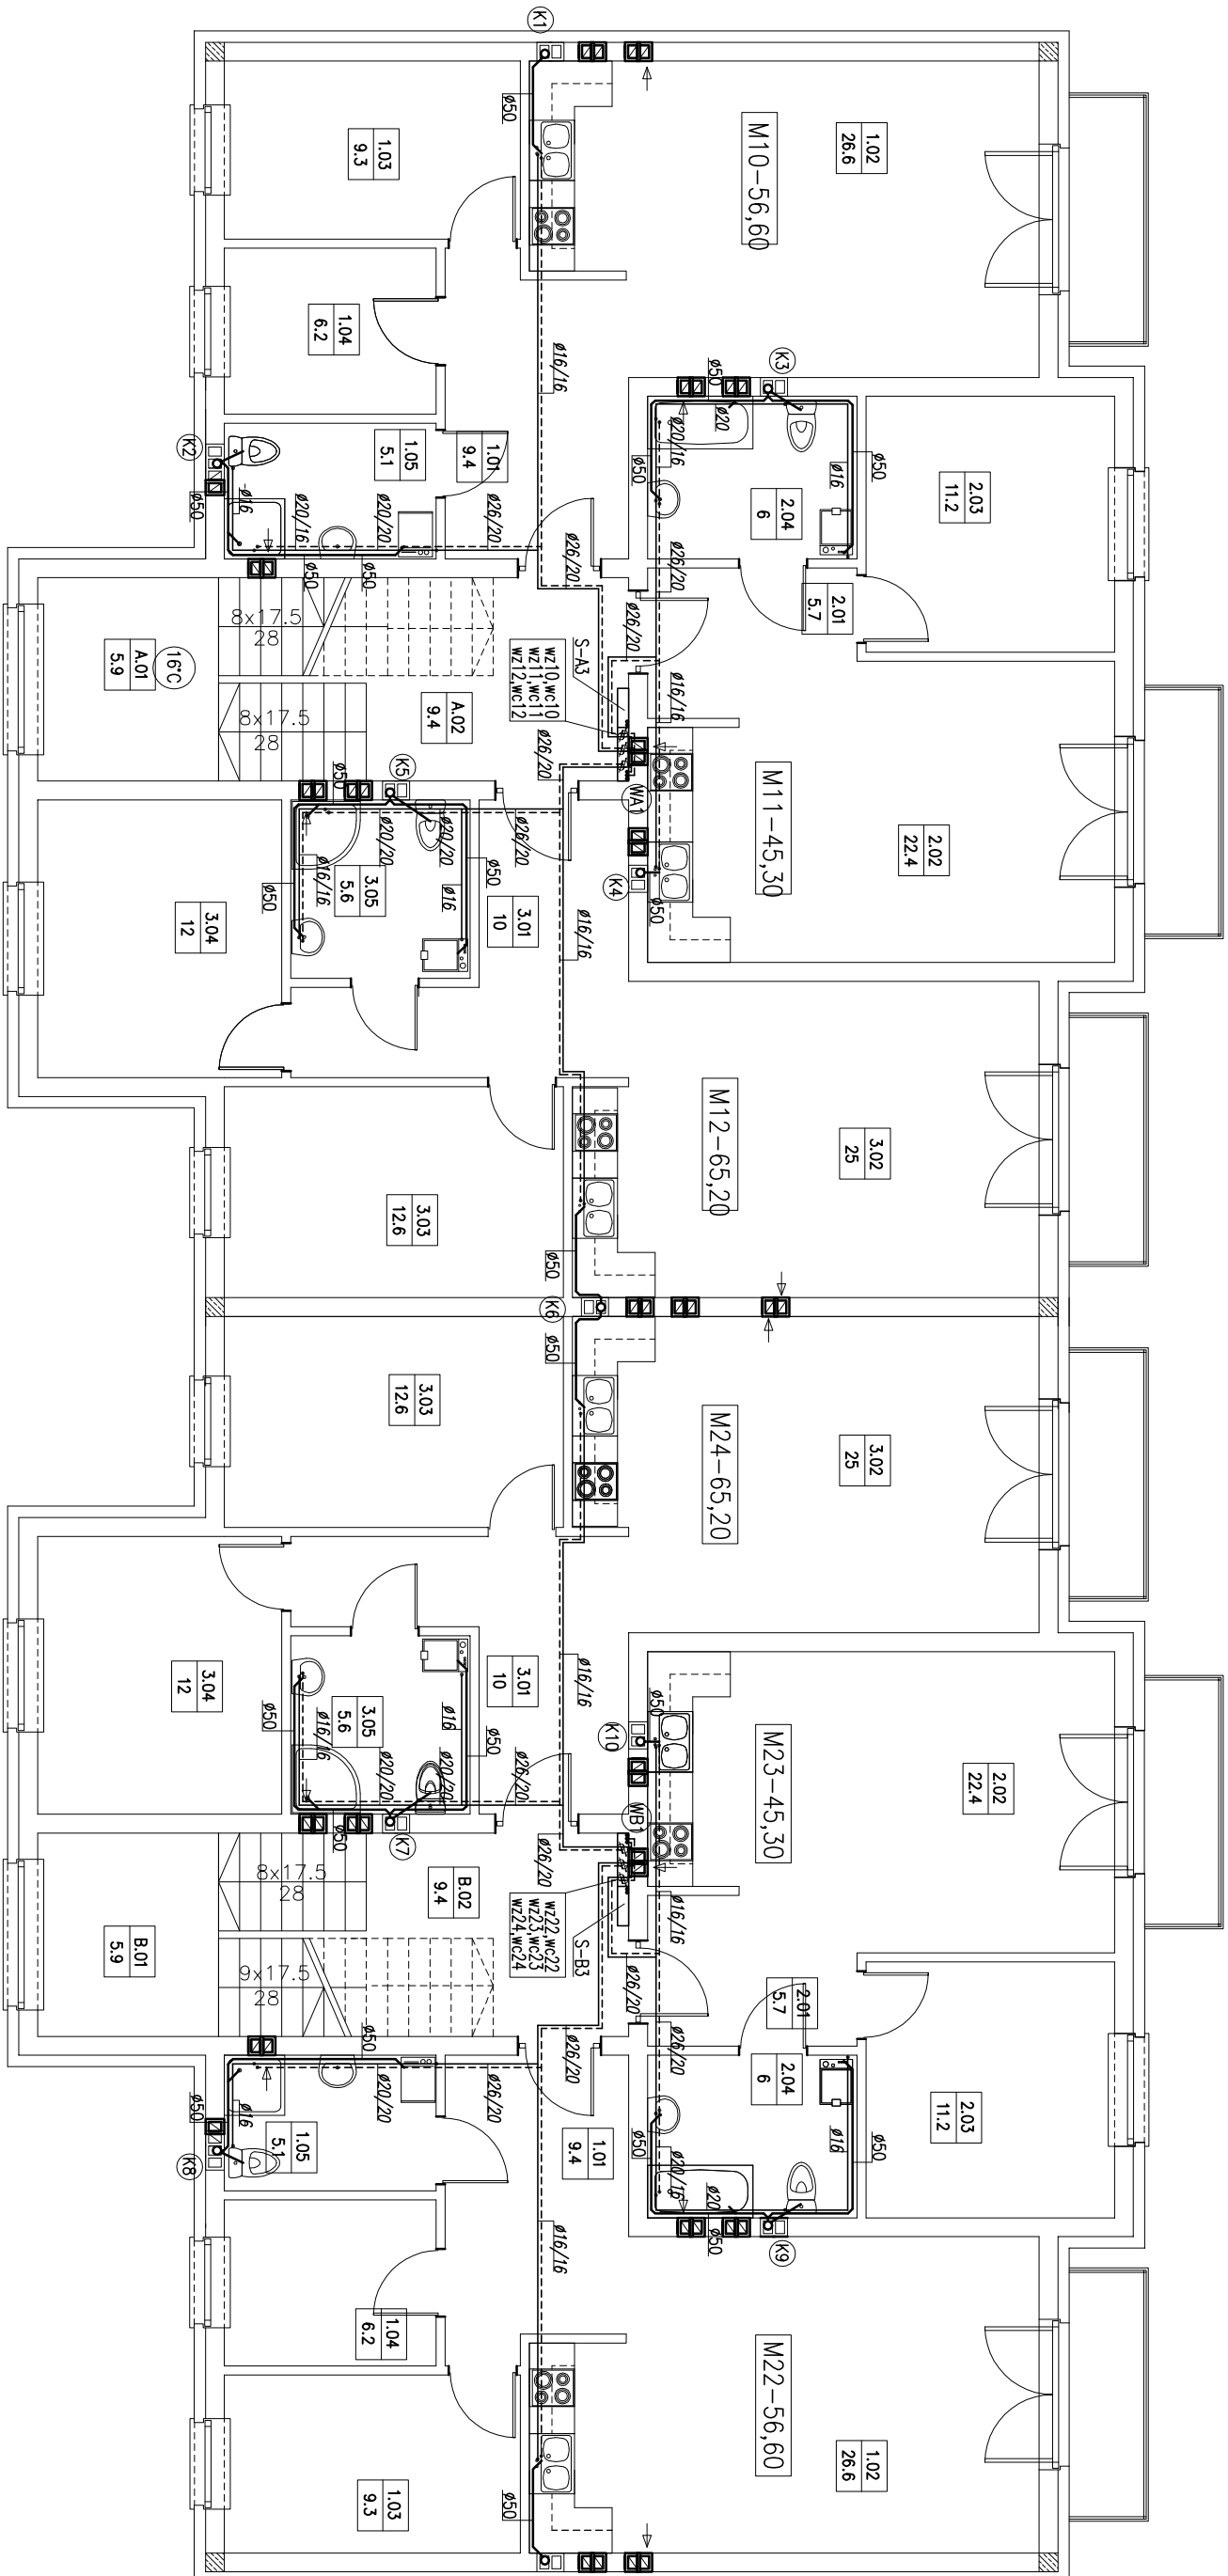 K1
ø50
1.03
9.3
M10-56,60
1.02
26.6
1.04
6.2
ø16/16
K3
ø50
ø20
K2
1.05
5.1
1.01
9.4
ø20/16
ø50
2.04
6
ø16
ø50
2.03
11.2
ø50
ø16
ø20/16
ø20/20
ø26/20
ø26/20
ø26/20
2.01
5.7
ø50
ø50
8x17.5
28
16°C
A.01
5.9
ø26/20
S-A3
wz10,wc10
wz11,wc11
wz12,wc12
ø16/16
A.02
9.4
8x17.5
28
ø26/20
WA1
M11-45,30
2.02
22.4
ø50
K5
ø20/20
ø20/20
ø26/20
K4
ø50
ø50
ø16/16
3.05
5.6
ø16
ø50
3.01
10
ø16/16
3.04
12
3.03
12.6
M12-65,20
3.02
25
ø50
K6
ø50
3.03
12.6
M24-65,20
3.02
25
3.04
12
ø50
ø16/16
3.05
5.6
ø16
ø50
3.01
10
ø16/16
ø50
K10
M23-45,30
2.02
22.4
ø20/20
ø20/20
ø26/20
ø50
K7
WB1
8x17.5
28
B.02
9.4
ø26/20
wz22,wc22
wz23,wc23
wz24,wc24
S-B3
ø16/16
B.01
5.9
9x17.5
28
ø26/20
2.01
5.7
ø50
ø26/20
ø26/20
ø26/20
2.04
6
2.03
11.2
ø50
ø16
ø20/20
K8
1.05
5.1
1.01
9.4
ø50
ø20/16
ø20
ø16
ø50
ø50
K9
ø16/16
1.04
6.2
M22-56,60
1.02
26.6
1.03
9.3
ø50